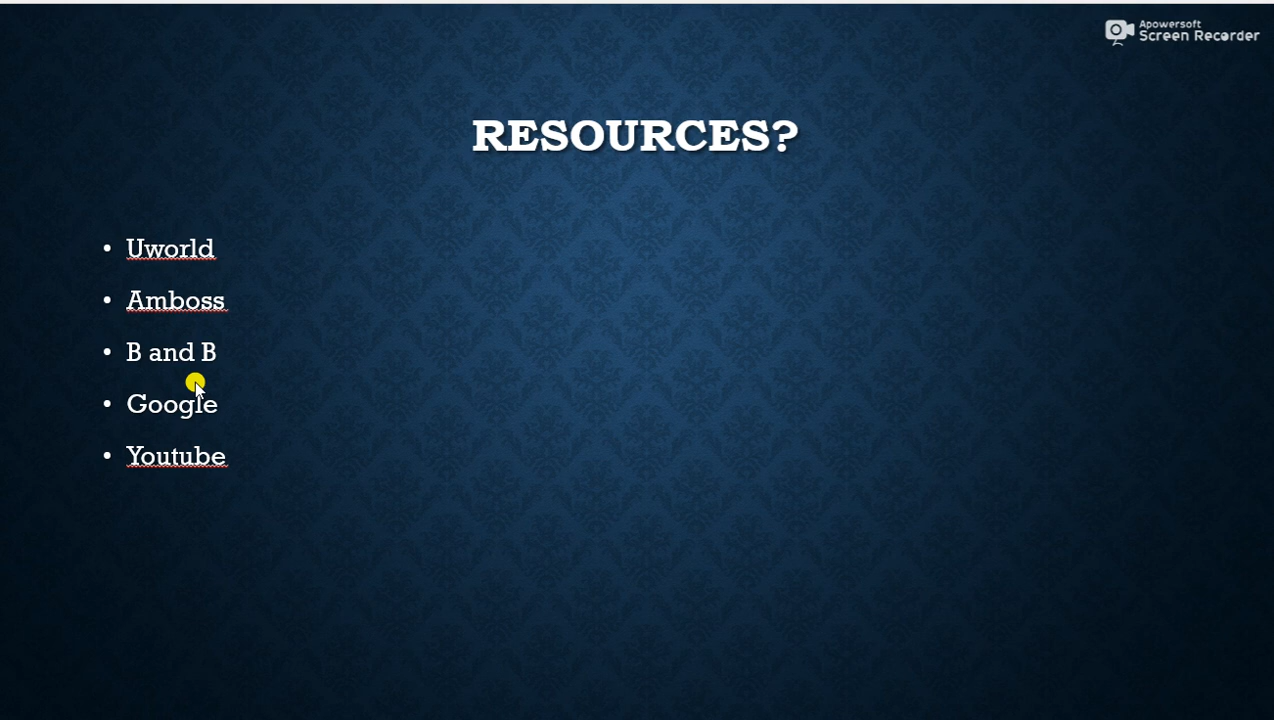 Apowersoft
Screen Recorder
RESOURCES?
• Uworld
• Amboss
• B and B
• Google
• Youtube